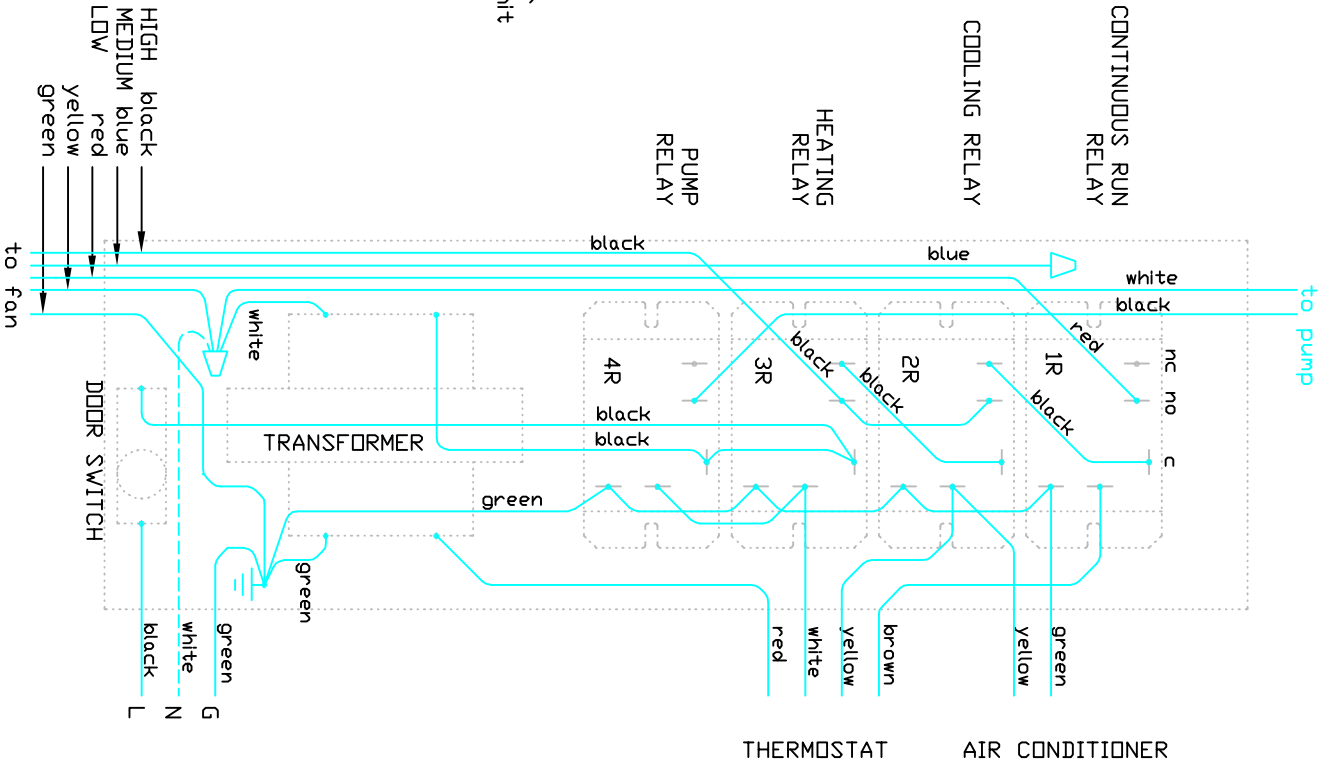 nit
HIGH black
MEDIUM blue
LOW red
yellow
green
CONTINUOUS RUN
RELAY
COOLING RELAY
HEATING
RELAY
PUMP
RELAY
to fan
to pump
black
blue
white
black
white
red
black
black
black
1R
2R
3R
4R
nc
no
c
black
black
TRANSFORMER
DOOR SWITCH
green
green
black
white
green
red
white
yellow
brown
yellow
green
L
N
G
THERMOSTAT
AIR CONDITIONER